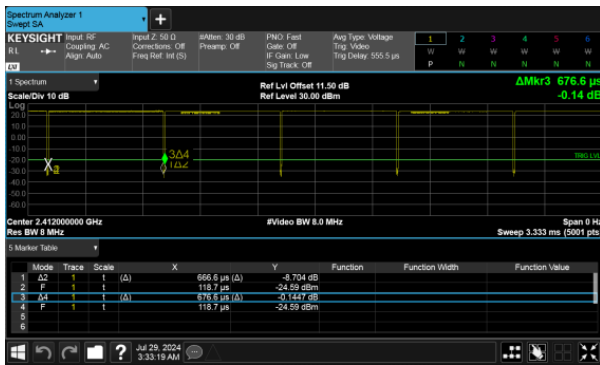 Spectrum Analyzer 1
Swept SA
+
KEYSIGHT Input: RF Input Z: 50 Ω #Atten: 30 dB PNO: Fast Avg Type: Voltage 1 2 3 4 5 6
RL Coupling: AC Corrections: Off Preamp: Off Gate: Off Trig: Video W W W W W W
Align: Auto Freq Ref: Int (S) IF Gain: Low Trig Delay: 555.5 µs P N N N N N
LXI Sig Track: Off
1 Spectrum Ref Lvl Offset 11.50 dB ΔMkr3 676.6 µs
Scale/Div 10 dB Ref Level 30.00 dBm -0.14 dB
Log
20.0
10.0
0.00
-10.0
-20.0 3Δ4 TRIG LVL
-30.0 X 1Δ2
-40.0
-50.0
-60.0
Center 2.412000000 GHz #Video BW 8.0 MHz Span 0 Hz
Res BW 8 MHz Sweep 3.333 ms (5001 pts)
5 Marker Table
Mode Trace Scale X Y Function Function Width Function Value
1 Δ2 1 t (Δ) 666.6 µs (Δ) -8.704 dB
2 F 1 t 118.7 µs -24.59 dBm
3 Δ4 1 t (Δ) 676.6 µs (Δ) -0.1447 dB
4 F 1 t 118.7 µs -24.59 dBm
5
6
? Jul 29, 2024
3:33:19 AM